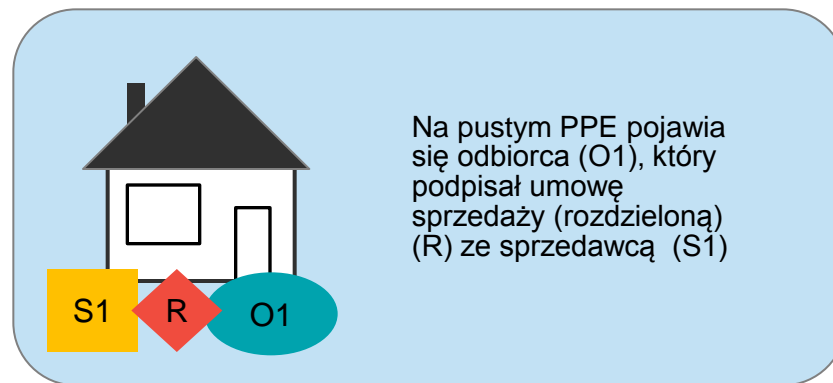 Na pustym PPE pojawia
się odbiorca (O1), który
podpisał umowę
sprzedaży (rozdzieloną)
(R) ze sprzedawcą (S1)
S1
R
O1